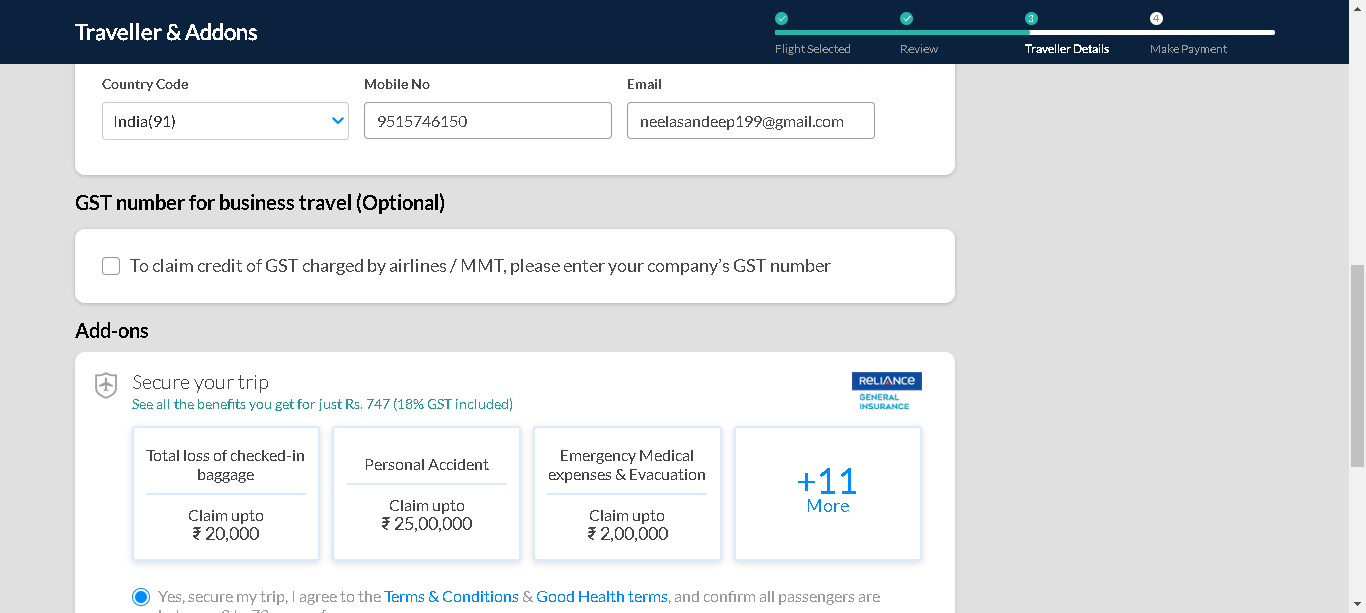 Traveller & Addons
3
4
Flight Selected
Review
Traveller Details
Make Payment
Country Code
Mobile No
Email
India(91)
9515746150
neelasandeep199@gmail.com
GST number for business travel (Optional)
To claim credit of GST charged by airlines / MMT, please enter your company’s GST number
Add-ons
Secure your trip
See all the benefits you get for just Rs. 747 (18% GST included)
RELIANCE
GENERAL
INSURANCE
Total loss of checked-in
baggage
Claim upto
₹ 20,000
Personal Accident
Claim upto
₹ 25,00,000
Emergency Medical
expenses & Evacuation
Claim upto
₹ 2,00,000
+11
More
Yes, secure my trip, I agree to the Terms & Conditions & Good Health terms, and confirm all passengers are